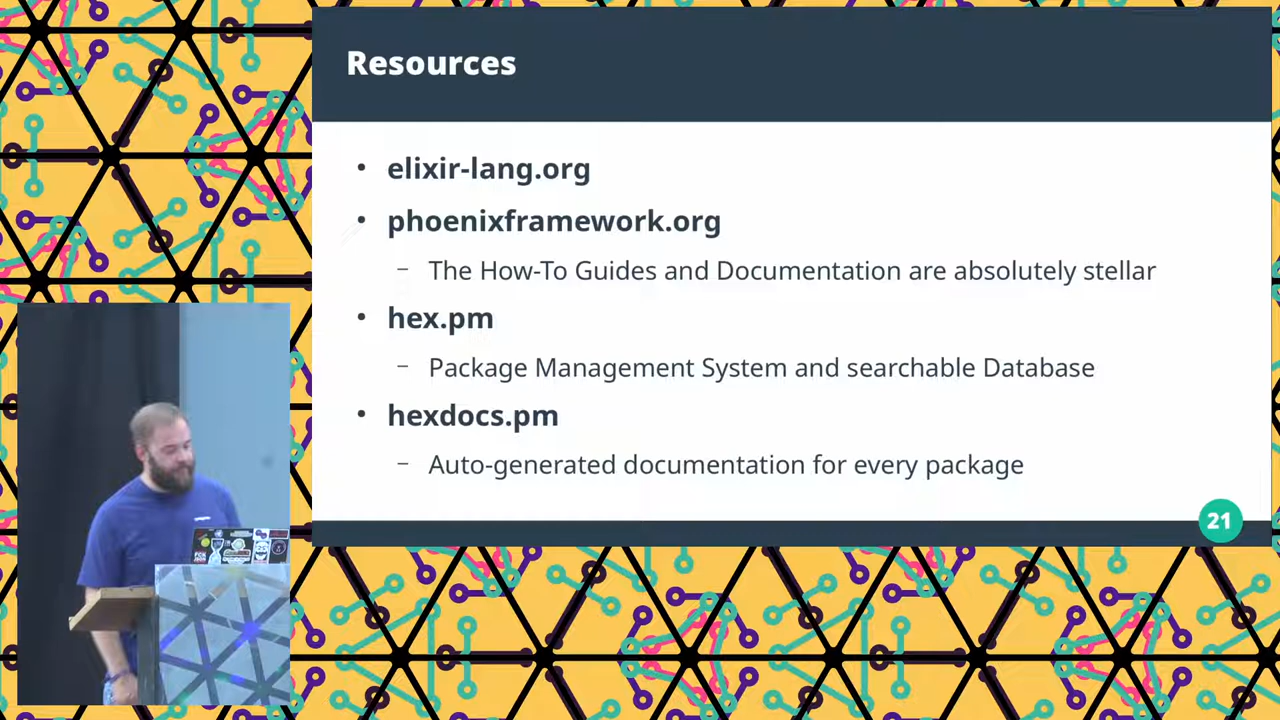 Resources
elixir-lang.org
phoenixframework.org
The How-To Guides and Documentation are absolutely stellar
hex.pm
Package Management System and searchable Database
hexdocs.pm
Auto-generated documentation for every package
21